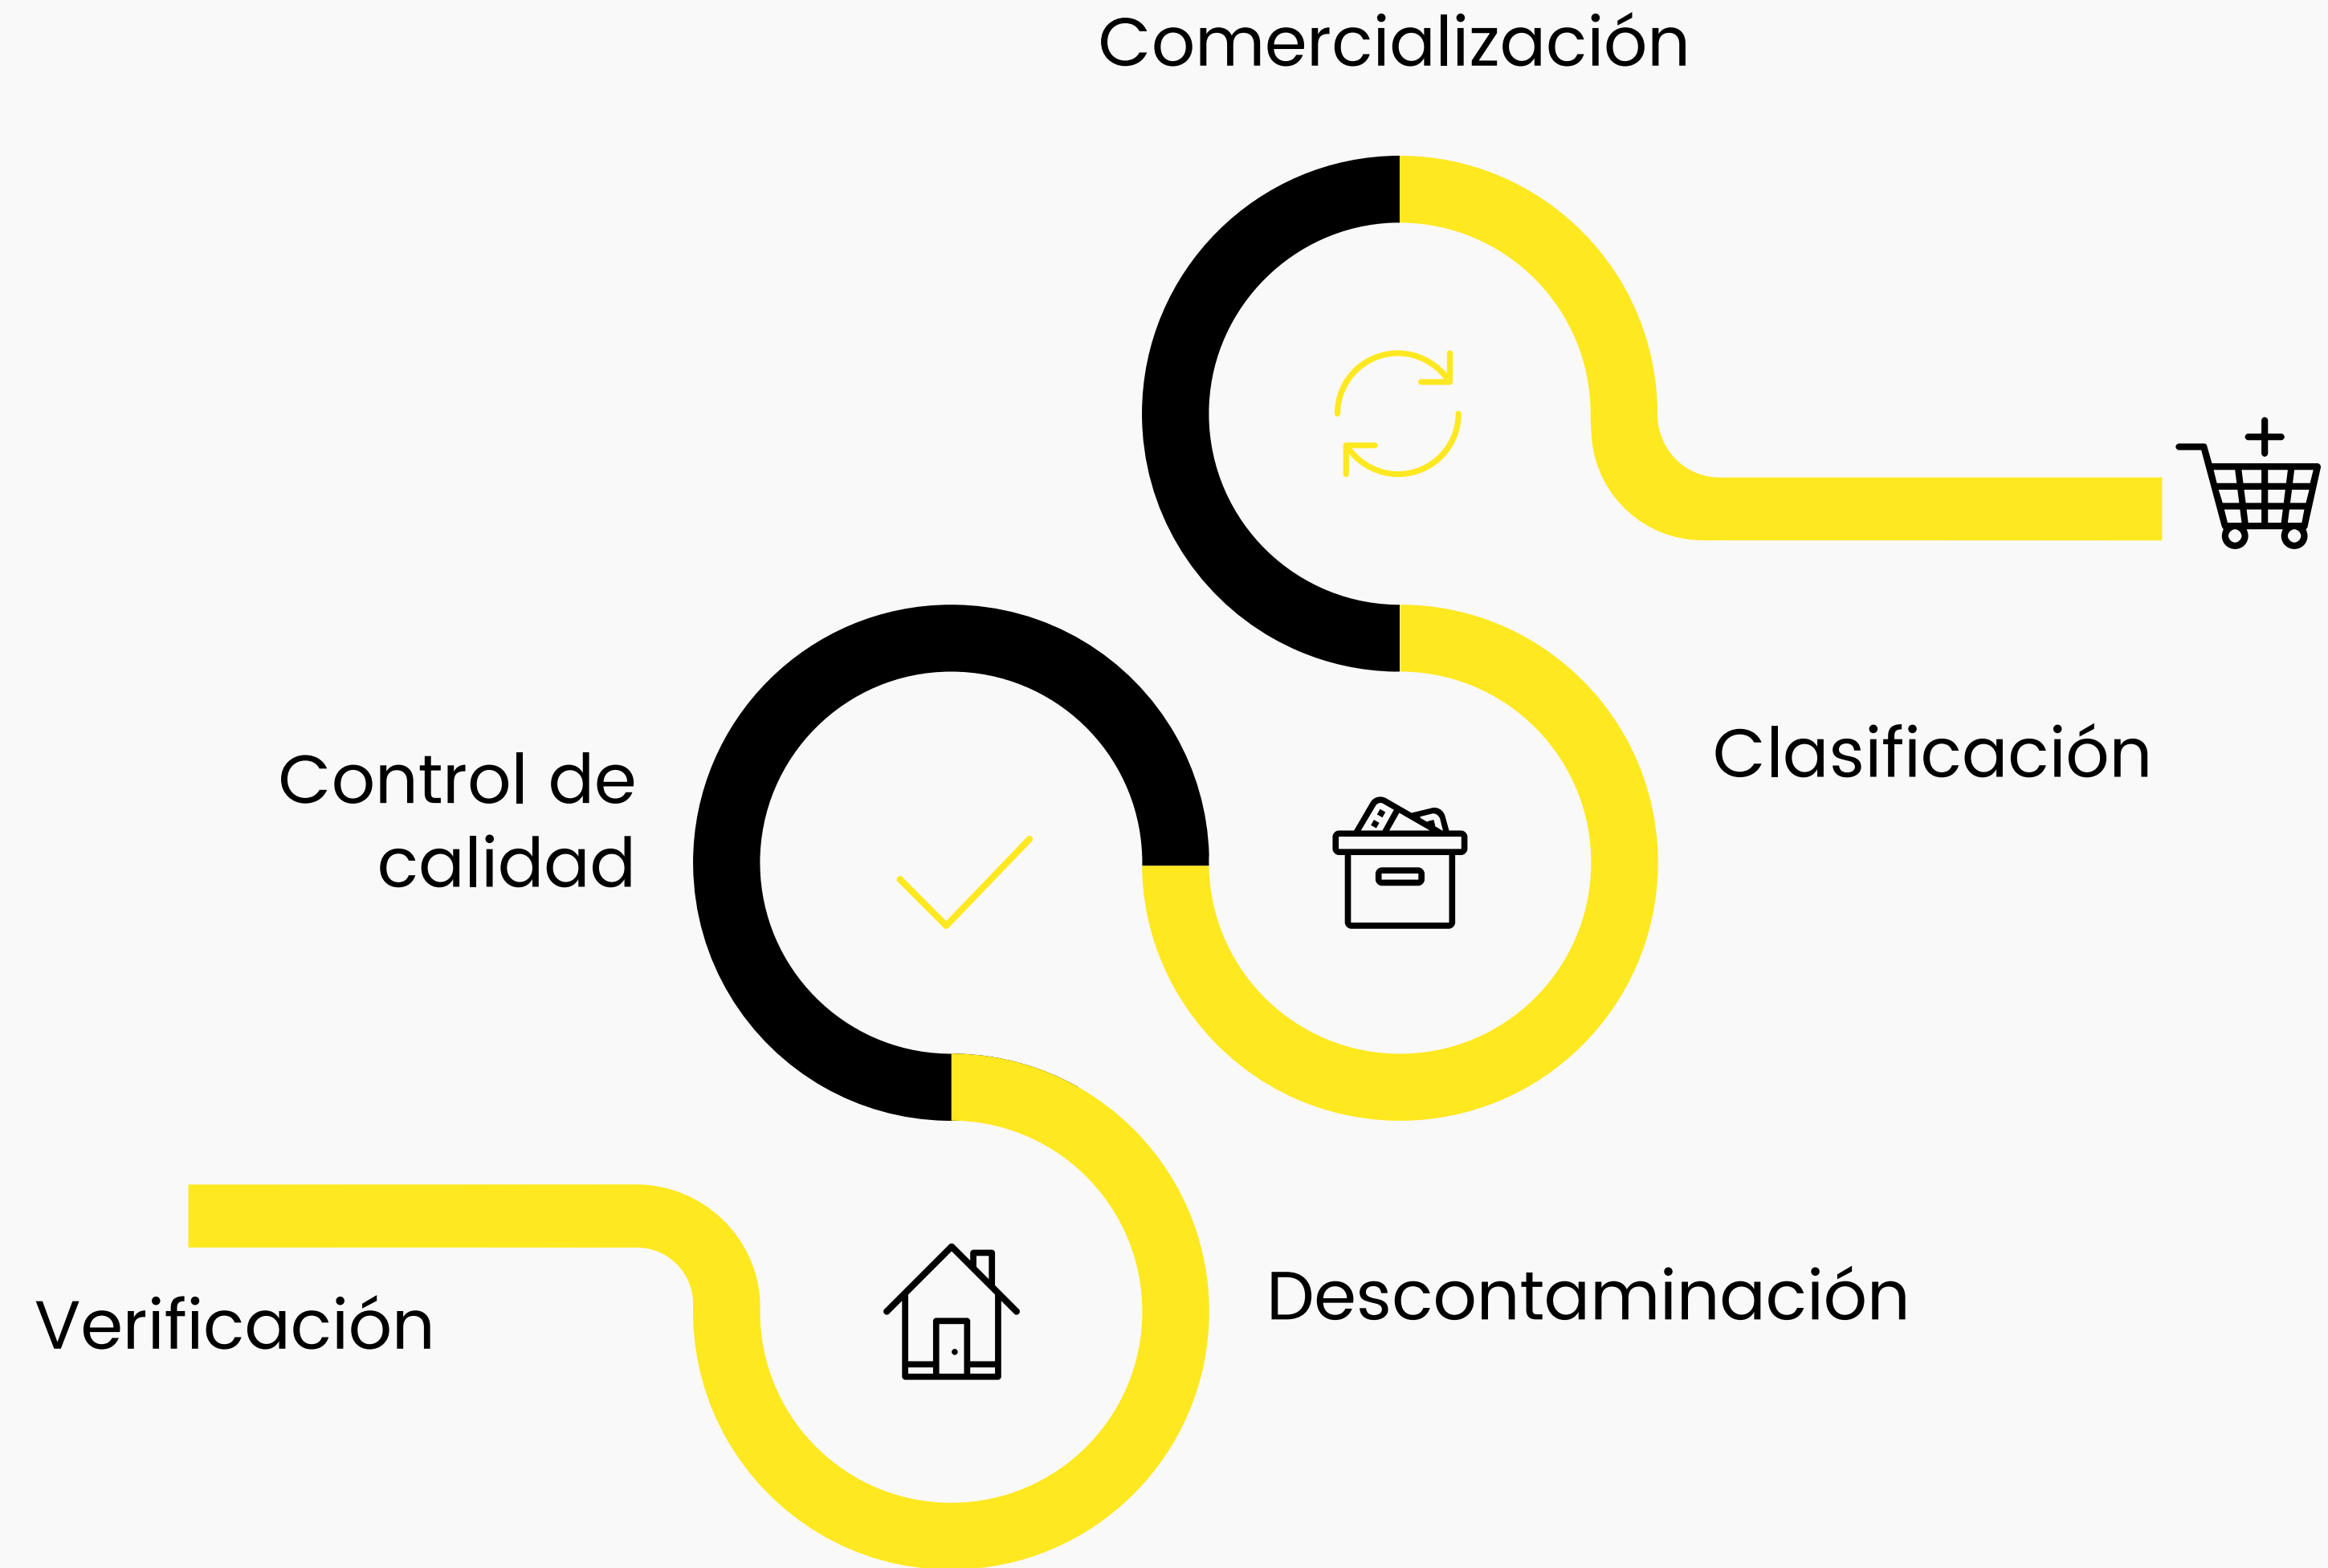 Comercialización
Control de
calidad
Clasificación
Verificación
Descontaminación